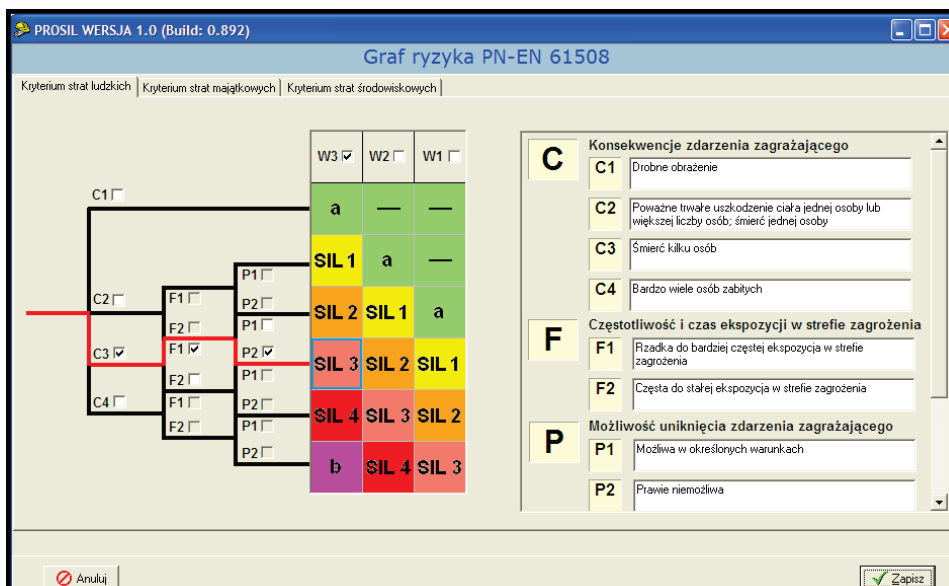 PROSIL WERSJA 1.0 (Build: 0.892)
Graf ryzyka PN-EN 61508
Kryterium strat ludzkich
Kryterium strat majątkowych
Kryterium strat środowiskowych
W3 W2 W1
C1
a — —
SIL 1 a —
P1
C2 F1 P2
SIL 2 SIL 1 a
F2 P1
C3 F1 P2
SIL 3 SIL 2 SIL 1
F2 P1
C4 F1 P2
SIL 4 SIL 3 SIL 2
F2 P1
P2
b SIL 4 SIL 3
C Konsekwencje zdarzenia zagrażającego
C1 Drobne obrażenie
C2 Poważne trwałe uszkodzenie ciała jednej osoby lub
większej liczby osób; śmierć jednej osoby
C3 Śmierć kilku osób
C4 Bardzo wiele osób zabitych
F Częstotliwość i czas ekspozycji w strefie zagrożenia
F1 Rzadka do bardziej częstej ekspozycja w strefie
zagrożenia
F2 Częsta do stałej ekspozycja w strefie zagrożenia
P Możliwość uniknięcia zdarzenia zagrażającego
P1 Możliwa w określonych warunkach
P2 Prawie niemożliwa
Anuluj
Zapisz